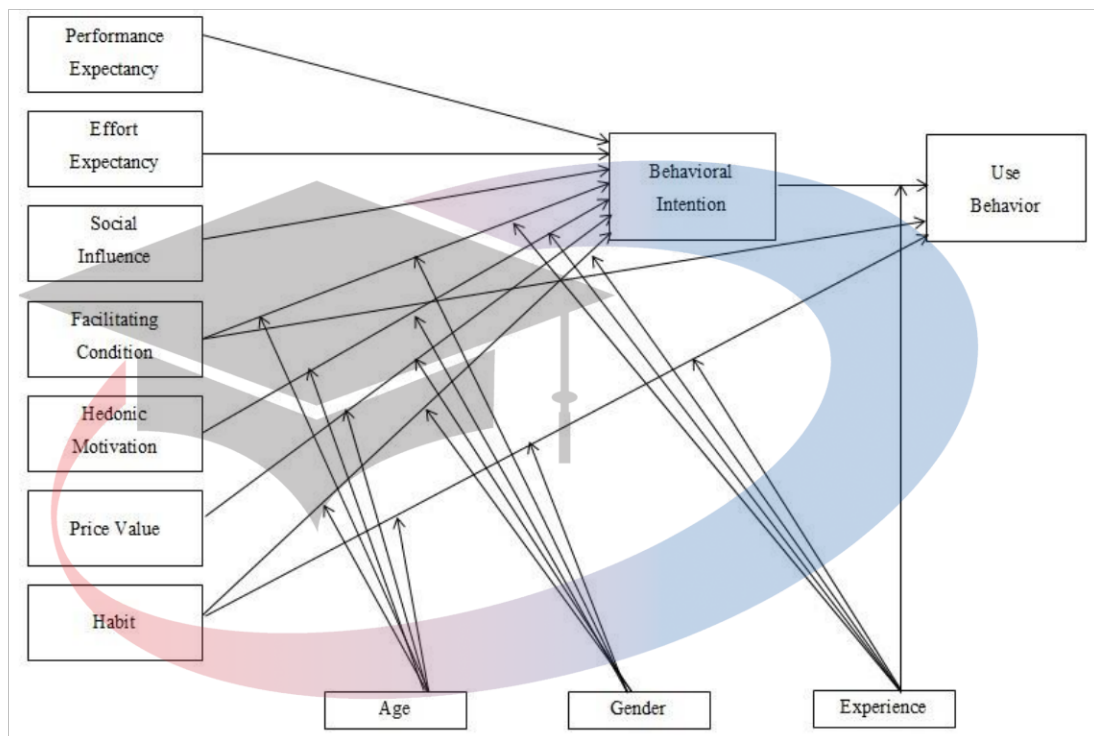 Performance
Expectancy
Effort
Expectancy
Social
Influence
Facilitating
Condition
Hedonic
Motivation
Price Value
Habit
Behavioral
Intention
Use
Behavior
Age
Gender
Experience